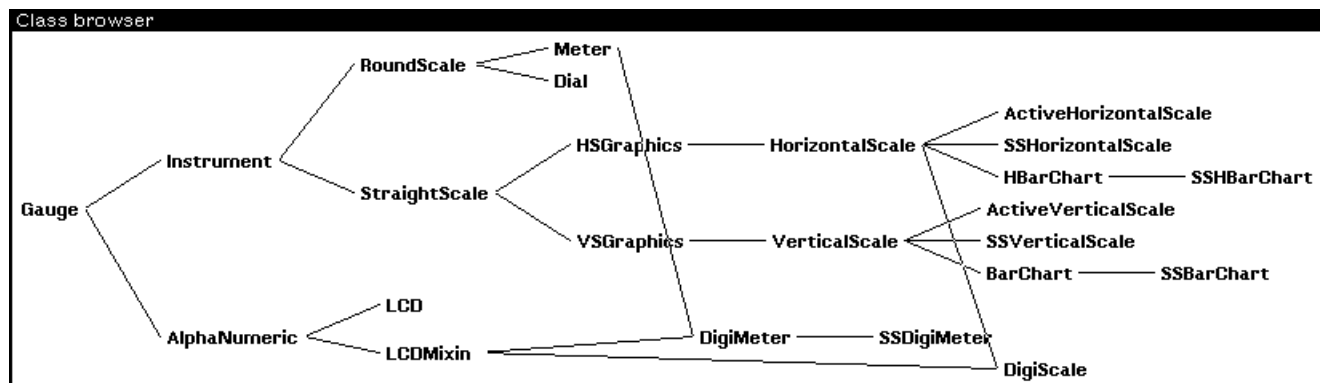 Class browser
Meter
RoundScale
Dial
ActiveHorizontalScale
HSGraphics
HorizontalScale
SSHorizontalScale
Instrument
HBarChart
SSHBarChart
StraightScale
Gauge
ActiveVerticalScale
VSGraphics
VerticalScale
SSVerticalScale
BarChart
SSBarChart
LCD
AlphaNumeric
DigiMeter
SSDigiMeter
LCDMixin
DigiScale